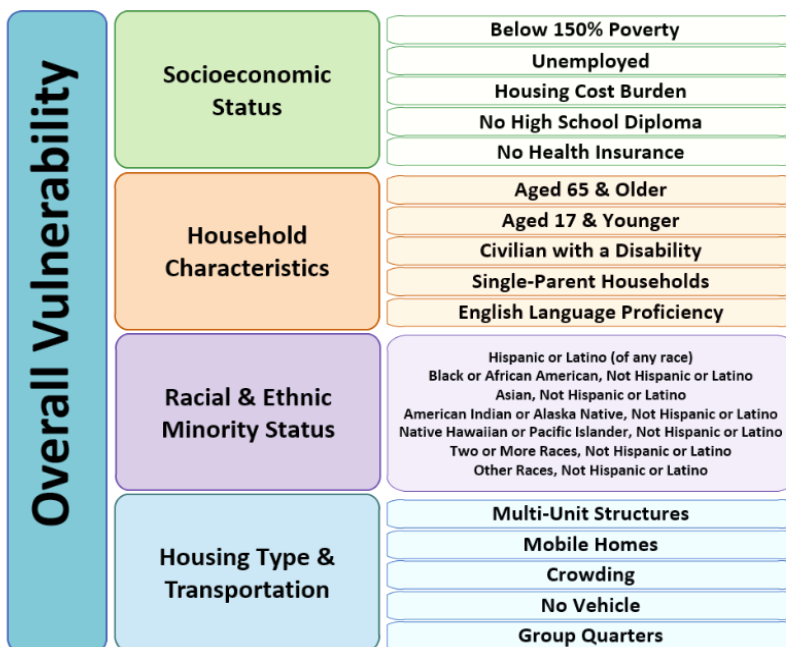 Overall Vulnerability
Socioeconomic
Status
Below 150% Poverty
Unemployed
Housing Cost Burden
No High School Diploma
No Health Insurance
Household
Characteristics
Aged 65 & Older
Aged 17 & Younger
Civilian with a Disability
Single-Parent Households
English Language Proficiency
Racial & Ethnic
Minority Status
Hispanic or Latino (of any race)
Black or African American, Not Hispanic or Latino
Asian, Not Hispanic or Latino
American Indian or Alaska Native, Not Hispanic or Latino
Native Hawaiian or Pacific Islander, Not Hispanic or Latino
Two or More Races, Not Hispanic or Latino
Other Races, Not Hispanic or Latino
Housing Type &
Transportation
Multi-Unit Structures
Mobile Homes
Crowding
No Vehicle
Group Quarters